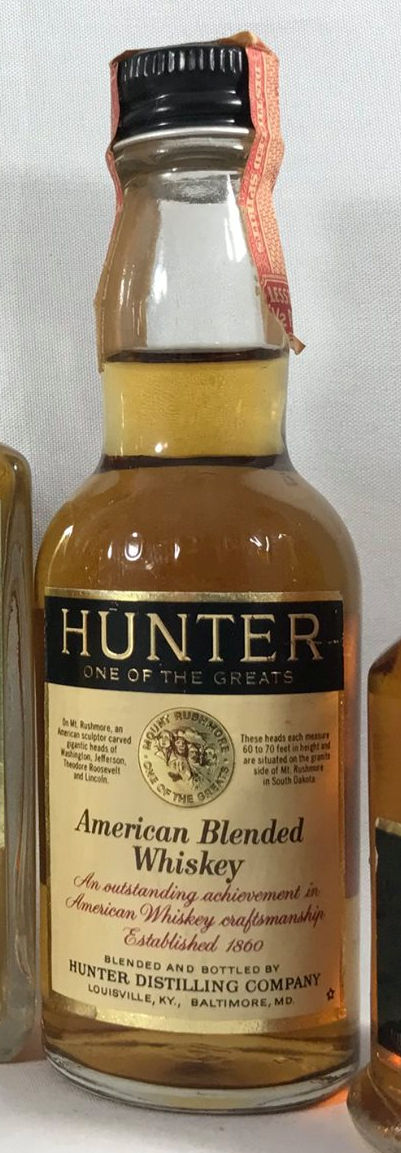 LESS
HUNTER
ONE OF THE GREATS
On Mt. Rushmore, an
American sculptor carved
gigantic heads of
Washington, Jefferson,
Theodore Roosevelt
and Lincoln.
MOUNT RUSHMORE
ONE OF THE GREATS
These heads each measure
60 to 70 feet in height and
are situated on the granite
side of Mt. Rushmore
in South Dakota
American Blended
Whiskey
An outstanding achievement in
American Whiskey craftsmanship
Established 1860
BLENDED AND BOTTLED BY
HUNTER DISTILLING COMPANY
LOUISVILLE, KY., BALTIMORE, MD.